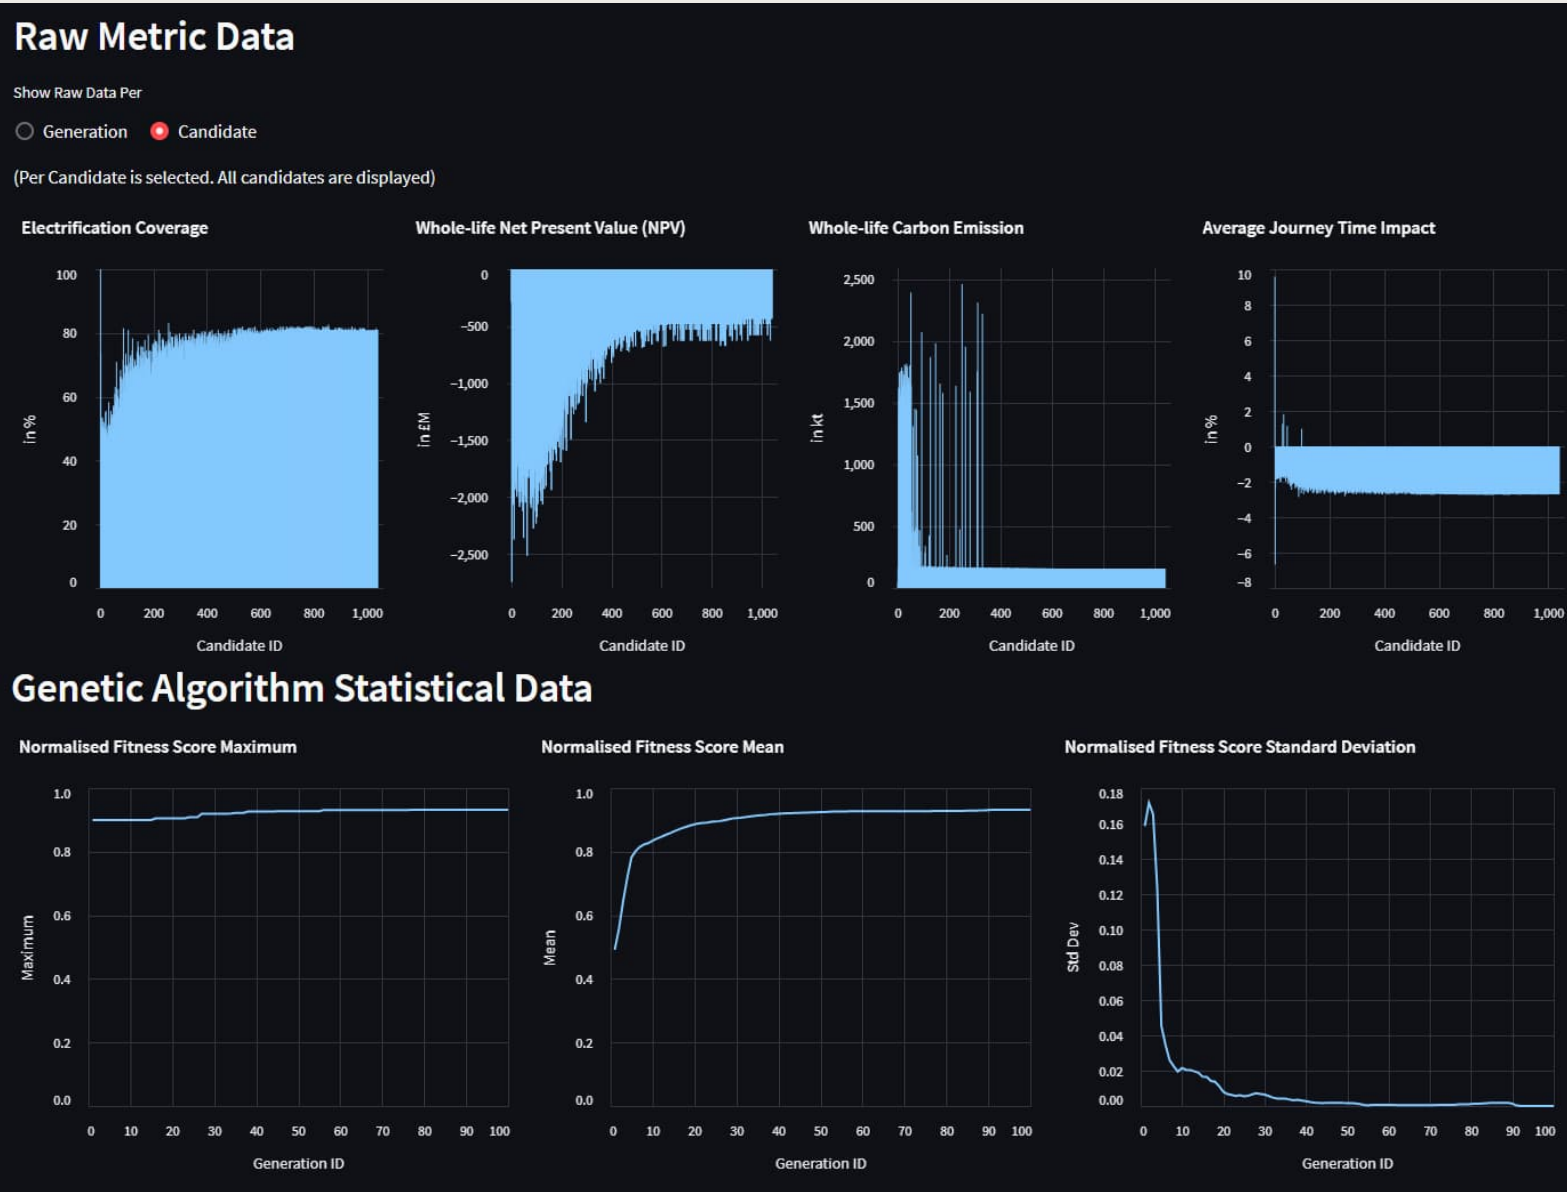 Raw Metric Data
Show Raw Data Per
Generation Candidate
(Per Candidate is selected. All candidates are displayed)
Electrification Coverage
in %
100
80
60
40
20
0
0 200 400 600 800 1,000
Candidate ID
Whole-life Net Present Value (NPV)
in £M
0
−500
−1,000
−1,500
−2,000
−2,500
0 200 400 600 800 1,000
Candidate ID
Whole-life Carbon Emission
in kt
2,500
2,000
1,500
1,000
500
0
0 200 400 600 800 1,000
Candidate ID
Average Journey Time Impact
in %
10
8
6
4
2
0
−2
−4
−6
−8
0 200 400 600 800 1,000
Candidate ID
Genetic Algorithm Statistical Data
Normalised Fitness Score Maximum
Maximum
1.0
0.8
0.6
0.4
0.2
0.0
0 10 20 30 40 50 60 70 80 90 100
Generation ID
Normalised Fitness Score Mean
Mean
1.0
0.8
0.6
0.4
0.2
0.0
0 10 20 30 40 50 60 70 80 90 100
Generation ID
Normalised Fitness Score Standard Deviation
Std Dev
0.18
0.16
0.14
0.12
0.10
0.08
0.06
0.04
0.02
0.00
0 10 20 30 40 50 60 70 80 90 100
Generation ID